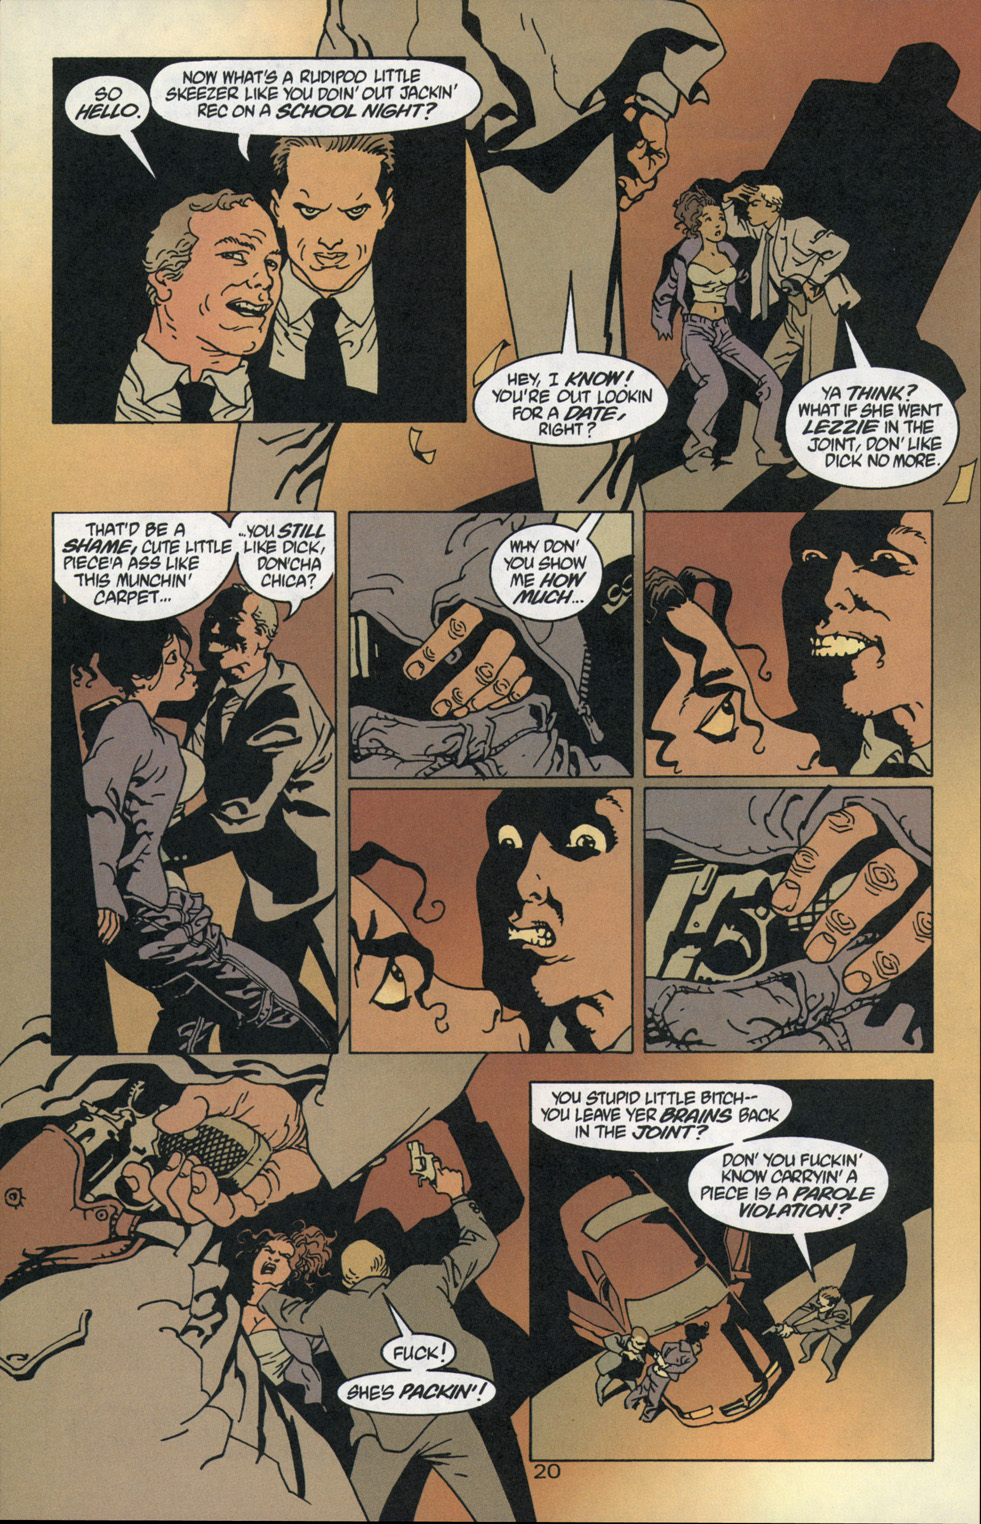 SO
HELLO.
NOW WHAT'S A RUDIPOO LITTLE
SKEEZER LIKE YOU DOIN' OUT JACKIN'
REC ON A SCHOOL NIGHT?
HEY, I KNOW!
YOU'RE OUT LOOKIN
FOR A DATE,
RIGHT?
YA THINK?
WHAT IF SHE WENT
LEZZIE IN THE
JOINT, DON' LIKE
DICK NO MORE.
THAT'D BE A
SHAME, CUTE LITTLE
PIECE'A ASS LIKE
THIS MUNCHIN'
CARPET...
...YOU STILL
LIKE DICK,
DON'CHA
CHICA?
WHY DON'
YOU SHOW
ME HOW
MUCH...
FUCK!
SHE'S PACKIN'!
YOU STUPID LITTLE BITCH--
YOU LEAVE YER BRAINS BACK
IN THE JOINT?
DON' YOU FUCKIN'
KNOW CARRYIN' A
PIECE IS A PAROLE
VIOLATION?
20